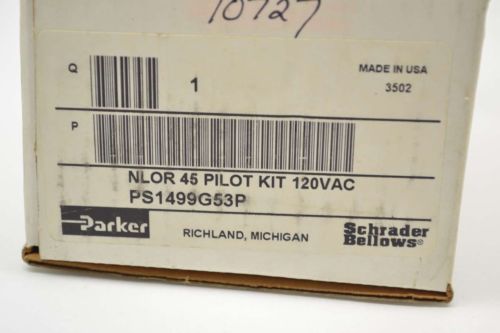 10727
Q 1 MADE IN USA
3502
P
NLOR 45 PILOT KIT 120VAC
PS1499G53P
Parker RICHLAND, MICHIGAN Schrader
Bellows®